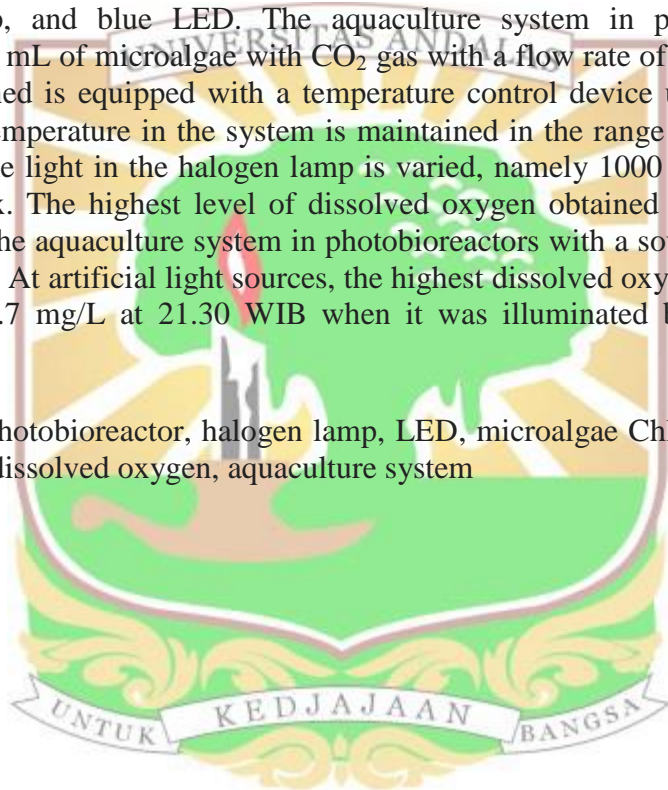 p, and blue LED. The aquaculture system in p
UNIVERSITAS ANDALAS
mL of microalgae with CO₂ gas with a flow rate of
ned is equipped with a temperature control device u
emperature in the system is maintained in the range
e light in the halogen lamp is varied, namely 1000
x. The highest level of dissolved oxygen obtained
he aquaculture system in photobioreactors with a sou
At artificial light sources, the highest dissolved oxy
.7 mg/L at 21.30 WIB when it was illuminated b
hotobioreactor, halogen lamp, LED, microalgae Chl
dissolved oxygen, aquaculture system
UNTUK KEDJAJAAN BANGSA